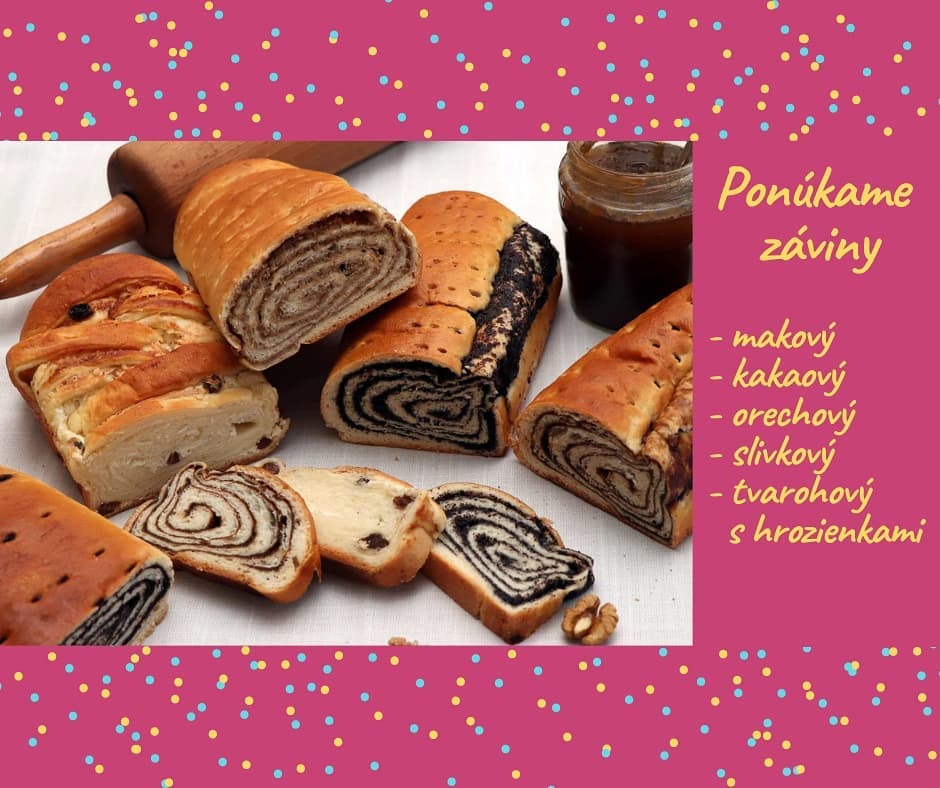 Ponúkame
záviny
- makový
- kakaový
- orechový
- slivkový
- tvarohový
s hrozienkami